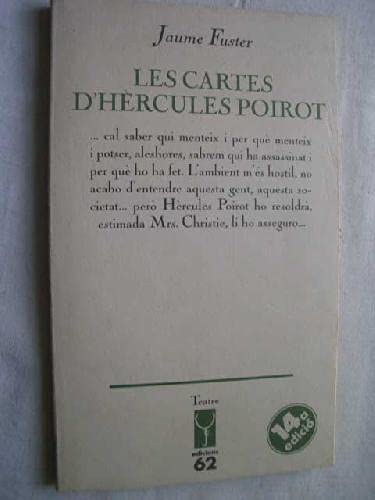 Jaume Fuster
LES CARTES
D'HÈRCULES POIROT
... cal saber qui menteix i per què menteix
i potser, aleshores, sabrem qui ha assassinat i
per què ho ha fet. L'ambient m'és hostil, no
acabo d'entendre aquesta gent, aquesta so-
cietat... però Hèrcules Poirot ho resoldrà,
estimada Mrs. Christie, li ho asseguro...
Teatre
edicions
62
14a
edició